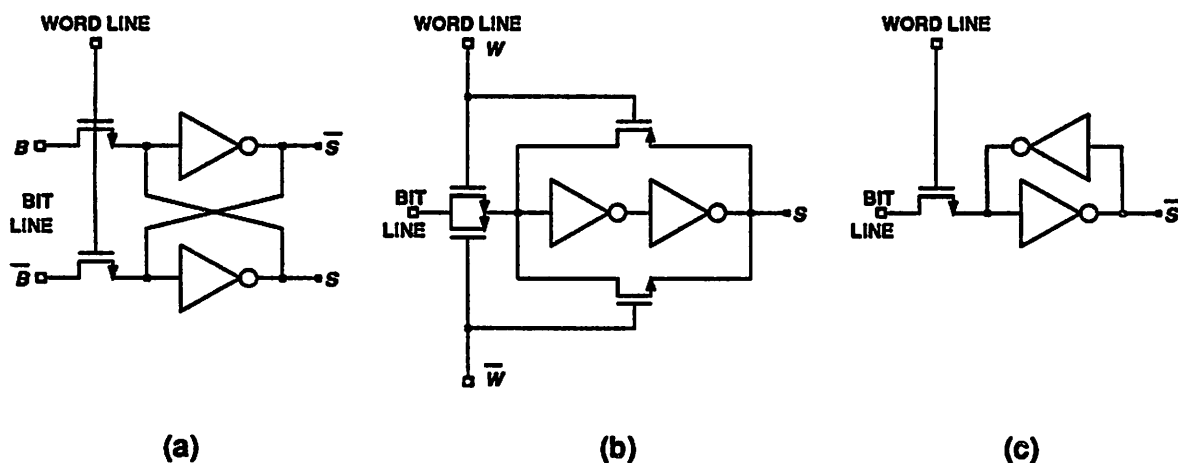 WORD LINE
B
S̅
BIT
LINE
B̅
S
(a)
WORD LINE
W
BIT
LINE
S
W̅
(b)
WORD LINE
BIT
LINE
S̅
(c)